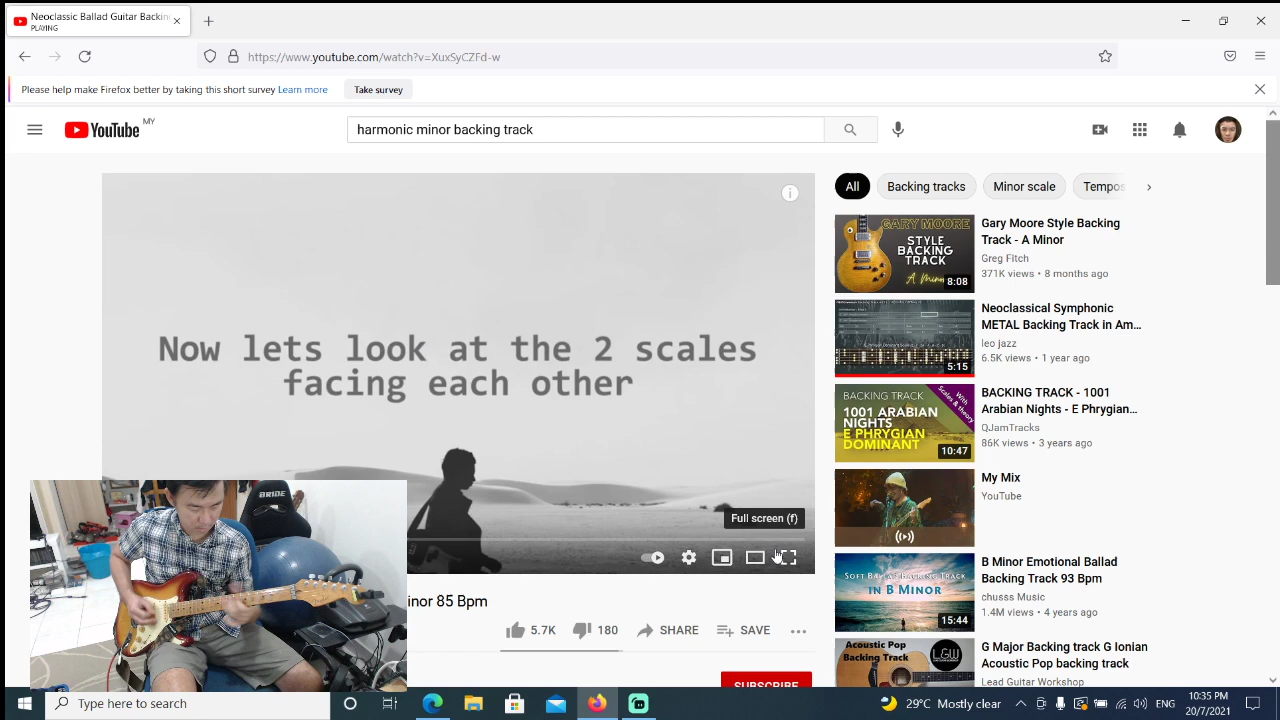 Neoclassic Ballad Guitar Backin
PLAYING
https://www.youtube.com/watch?v=XuxSyCZFd-w
Please help make Firefox better by taking this short survey Learn more
Take survey
YouTube
MY
harmonic minor backing track
All
Backing tracks
Minor scale
Tempos
Now lets look at the 2 scales
facing each other
Full screen (f)
BRIDE
inor 85 Bpm
5.7K
180
SHARE
SAVE
SUBSCRIBE
GARY MOORE
STYLE
BACKING
TRACK
A Minor
8:08
Gary Moore Style Backing
Track - A Minor
Greg Fitch
371K views • 8 months ago
5:15
Neoclassical Symphonic
METAL Backing Track in Am...
leo jazz
6.5K views • 1 year ago
BACKING TRACK
With
Scales & theory
1001 ARABIAN
NIGHTS
E PHRYGIAN
DOMINANT
10:47
BACKING TRACK - 1001
Arabian Nights - E Phrygian...
QJamTracks
86K views • 3 years ago
My Mix
YouTube
SOFT BALLAD BACKING TRACK
IN B MINOR
15:44
B Minor Emotional Ballad
Backing Track 93 Bpm
chusss Music
1.4M views • 4 years ago
Acoustic Pop
Backing Track
LGW
G Major Backing track G Ionian
Acoustic Pop backing track
Lead Guitar Workshop
Type here to search
29°C Mostly clear
ENG
10:35 PM
20/7/2021